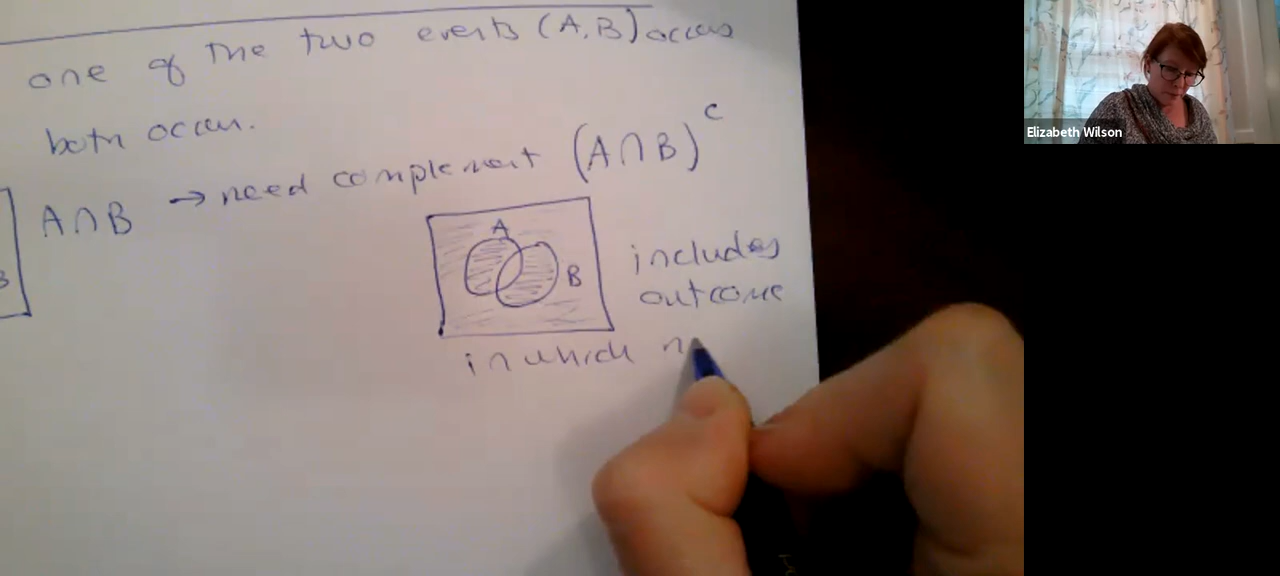 one of the two events (A, B) occurs
both occur.
A∩B → need complement (A∩B)^c
B
A
B
includes
outcome
in which n
Elizabeth Wilson